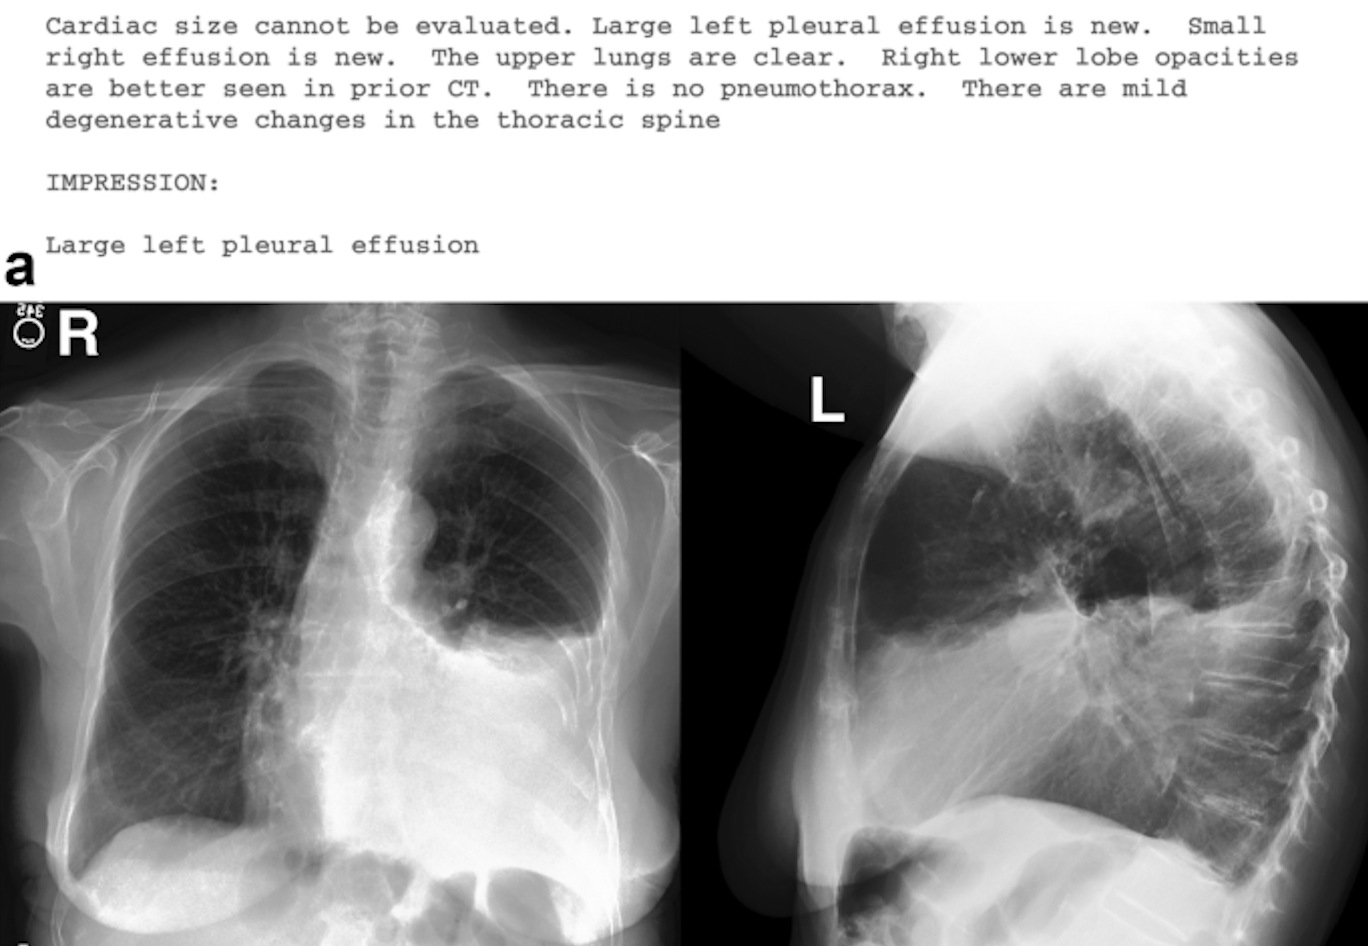 Cardiac size cannot be evaluated. Large left pleural effusion is new.  Small
right effusion is new.  The upper lungs are clear.  Right lower lobe opacities
are better seen in prior CT.  There is no pneumothorax.  There are mild
degenerative changes in the thoracic spine
IMPRESSION:
Large left pleural effusion
a
R
L